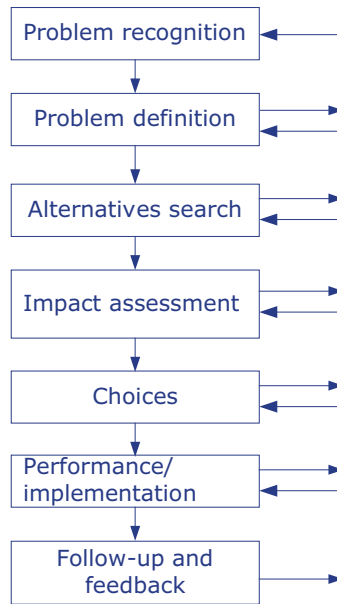 Problem recognition
Problem definition
Alternatives search
Impact assessment
Choices
Performance/
implementation
Follow-up and
feedback